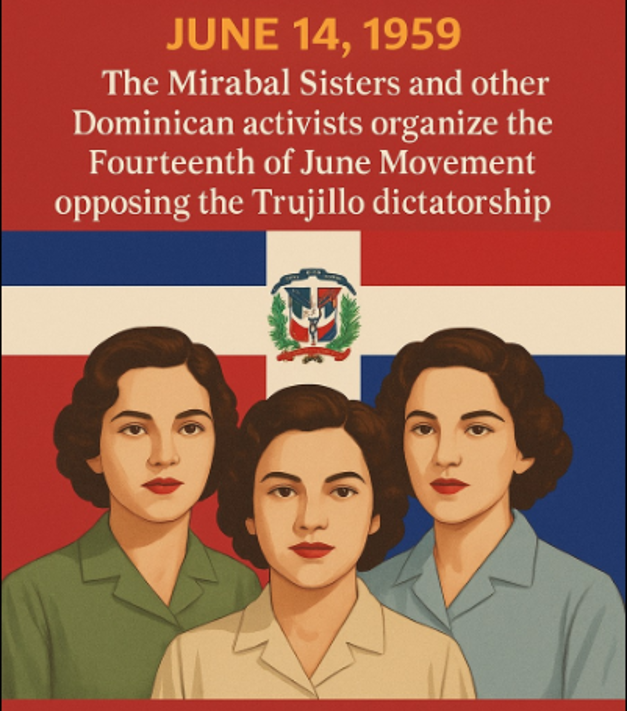 JUNE 14, 1959
The Mirabal Sisters and other
Dominican activists organize the
Fourteenth of June Movement
opposing the Trujillo dictatorship